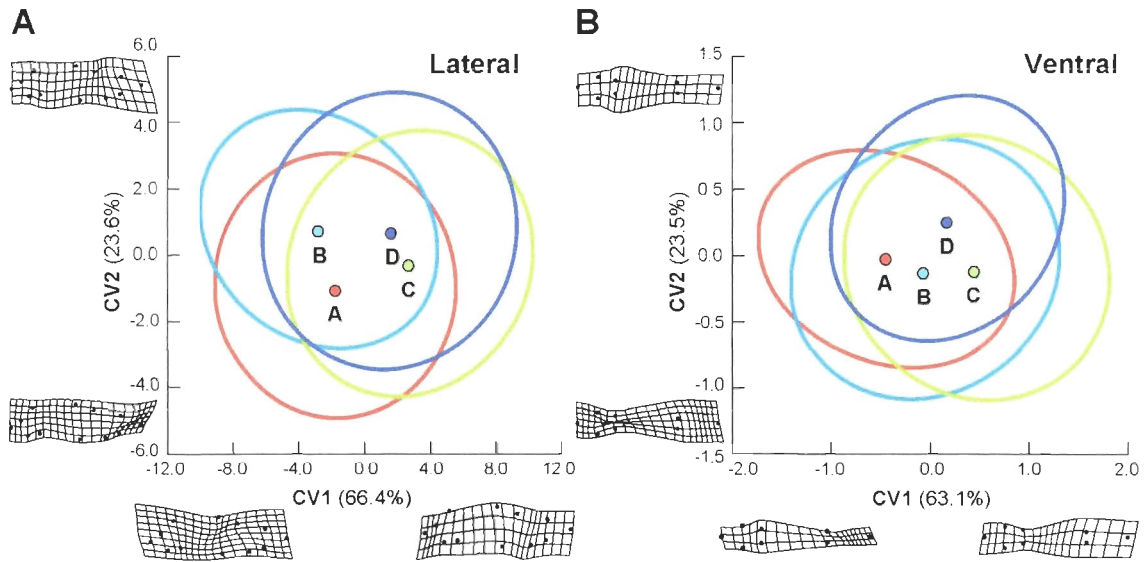 A
Lateral
6.0
4.0
2.0
0.0
-2.0
-4.0
-6.0
CV2 (23.6%)
B
D
C
A
-12.0 -8.0 -4.0 0.0 4.0 8.0 12.0
CV1 (66.4%)
B
Ventral
1.5
1.0
0.5
0.0
-0.5
-1.0
-1.5
CV2 (23.5%)
D
A
B
C
-2.0 -1.0 0.0 1.0 2.0
CV1 (63.1%)